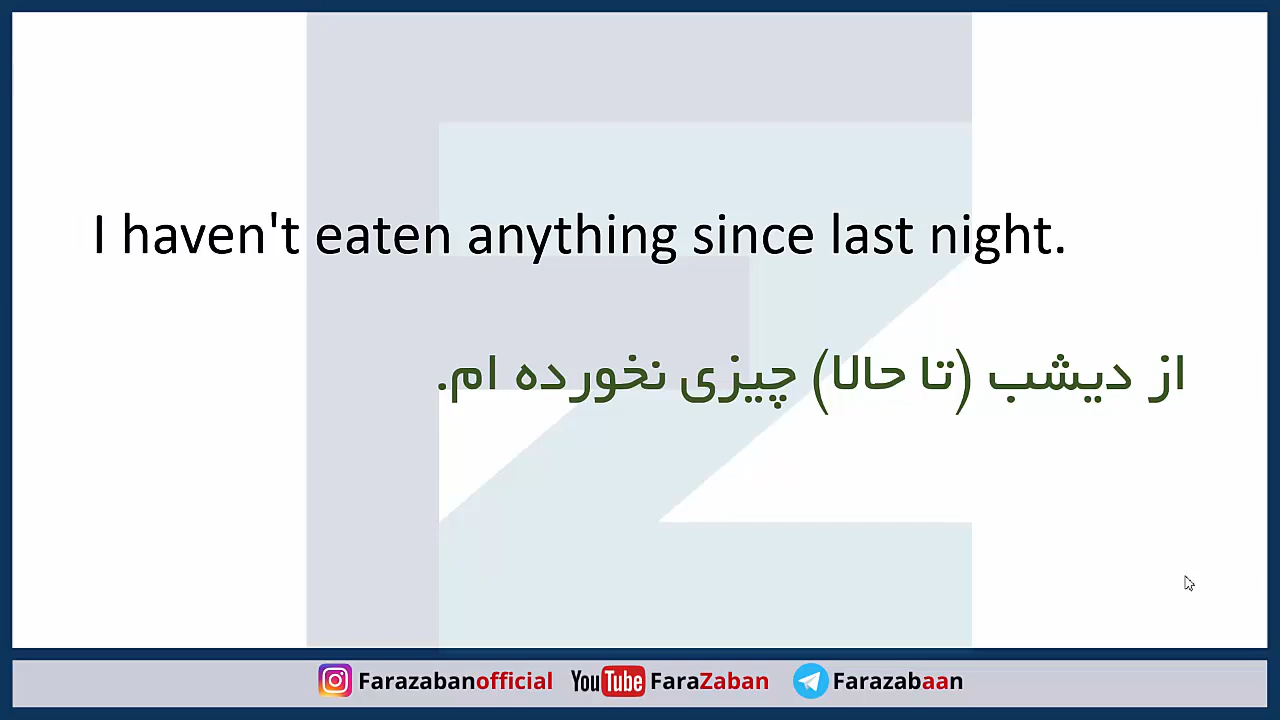 I haven't eaten anything since last night.
از دیشب (تا حالا) چیزی نخورده ام.
Farazabanofficial YouTube FaraZaban Farazabaan